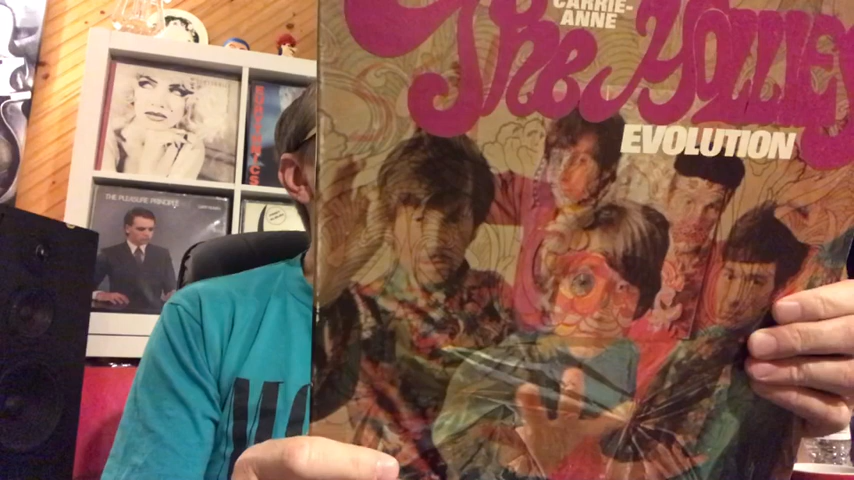 CARRIE-
ANNE
The Hollies
EVOLUTION
THE PLEASURE PRINCIPLE